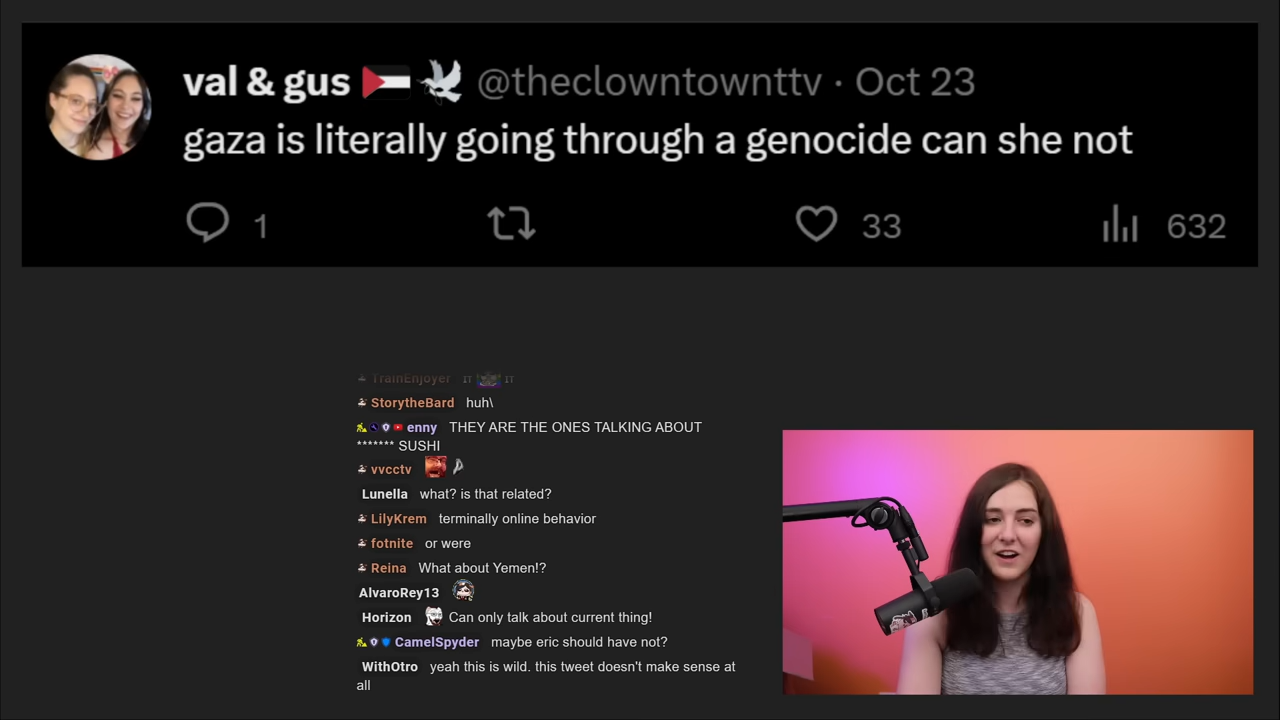 val & gus 🇵🇸 🕊 @theclowntownttv · Oct 23
gaza is literally going through a genocide can she not
1 33 632
TrainEnjoyer IT IT
StorytheBard huh\
enny THEY ARE THE ONES TALKING ABOUT
******* SUSHI
vvcctv
Lunella what? is that related?
LilyKrem terminally online behavior
fotnite or were
Reina What about Yemen!?
AlvaroRey13
Horizon Can only talk about current thing!
CamelSpyder maybe eric should have not?
WithOtro yeah this is wild. this tweet doesn't make sense at
all